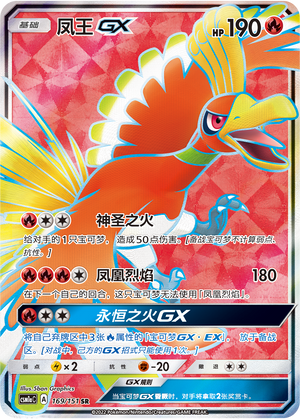 基础 凤王GX HP190
神圣之火
给对手的1只宝可梦，造成50点伤害。[备战宝可梦不计算弱点、
抗性。]
凤凰烈焰 180
在下一个自己的回合，这只宝可梦无法使用「凤凰烈焰」。
永恒之火GX
将自己弃牌区中3张属性的「宝可梦GX・EX」，放于备战
区。[对战中，己方的GX招式只能使用1次。]
GX规则
当宝可梦GX【昏厥】时，对手将拿取2张奖赏卡。
弱点 ×2 抗性 -20 撤退
Illus. 5ban Graphics
csm1aC A 169/151 SR
©2022 Pokémon/Nintendo/Creatures/GAME FREAK